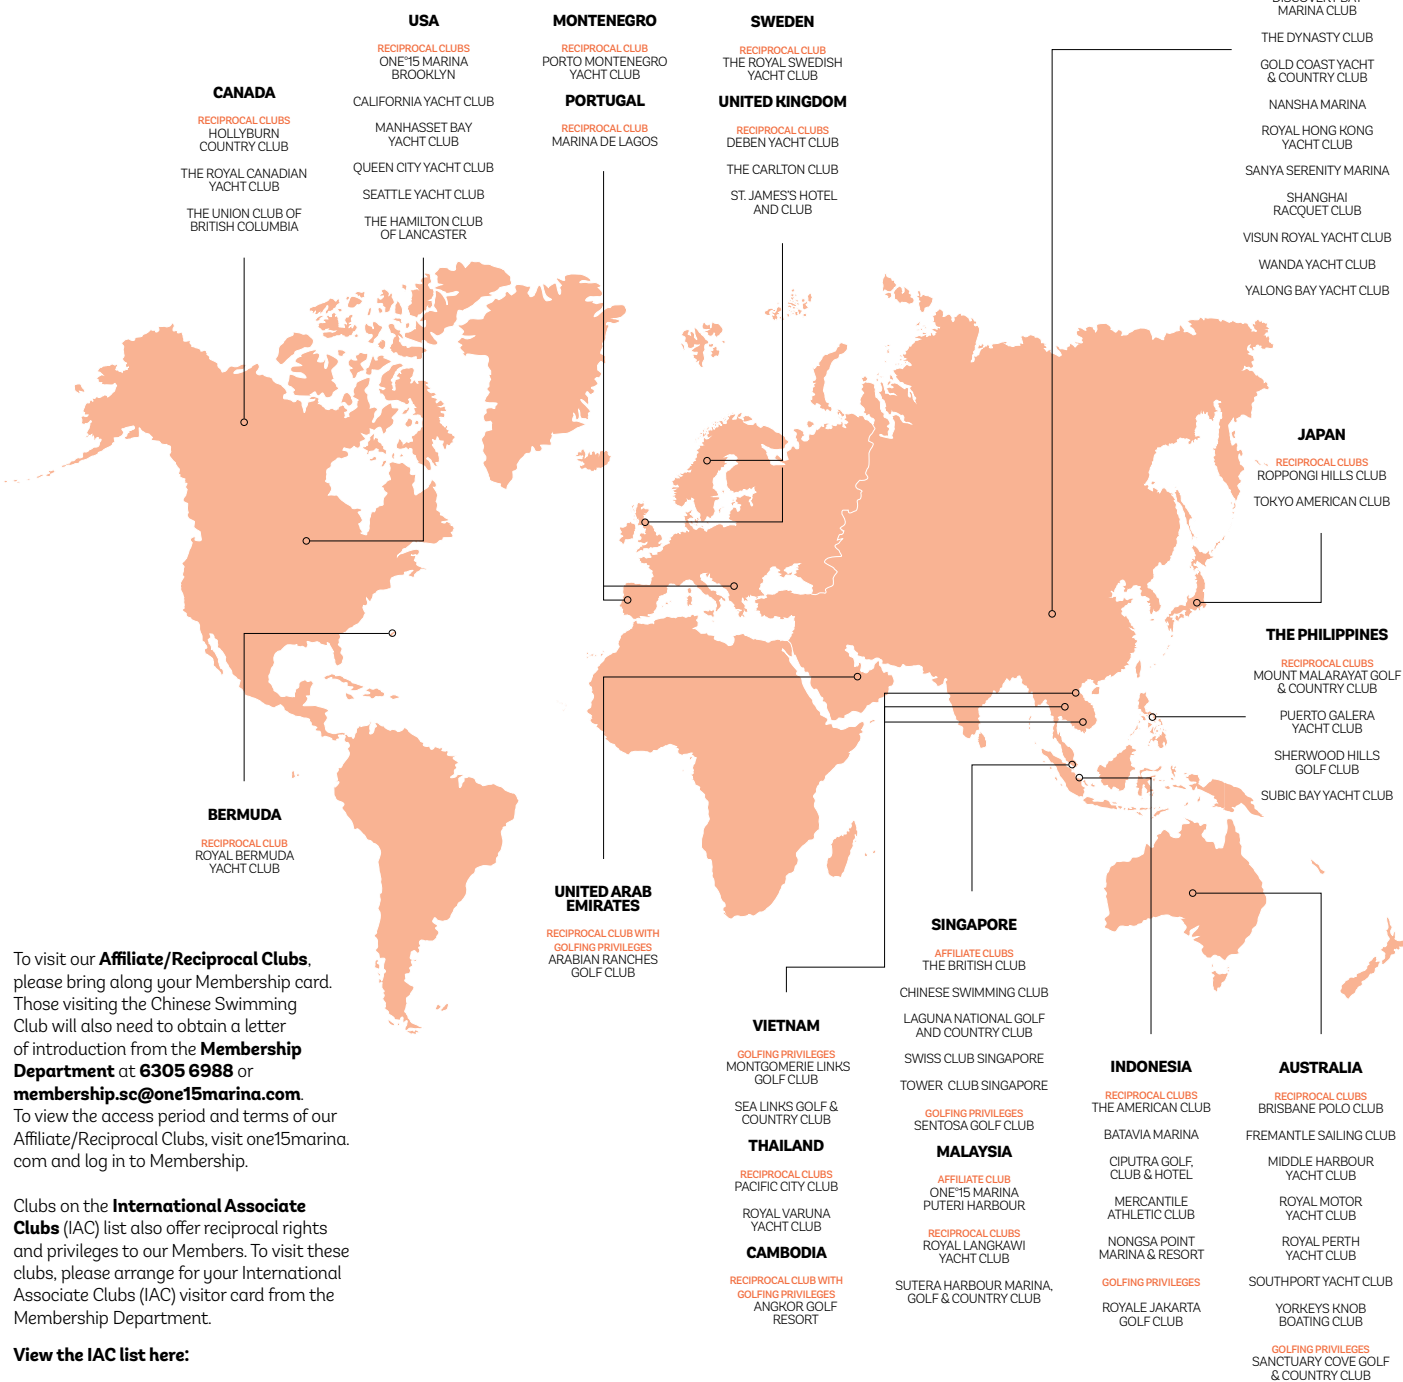 USA
RECIPROCAL CLUBS
ONE°15 MARINA
BROOKLYN
CALIFORNIA YACHT CLUB
MANHASSET BAY
YACHT CLUB
QUEEN CITY YACHT CLUB
SEATTLE YACHT CLUB
THE HAMILTON CLUB
OF LANCASTER
MONTENEGRO
RECIPROCAL CLUB
PORTO MONTENEGRO
YACHT CLUB
PORTUGAL
RECIPROCAL CLUB
MARINA DE LAGOS
SWEDEN
RECIPROCAL CLUB
THE ROYAL SWEDISH
YACHT CLUB
UNITED KINGDOM
RECIPROCAL CLUBS
DEBEN YACHT CLUB
THE CARLTON CLUB
ST. JAMES'S HOTEL
AND CLUB
MARINA CLUB
THE DYNASTY CLUB
GOLD COAST YACHT
& COUNTRY CLUB
NANSHA MARINA
ROYAL HONG KONG
YACHT CLUB
SANYA SERENITY MARINA
SHANGHAI
RACQUET CLUB
VISUN ROYAL YACHT CLUB
WANDA YACHT CLUB
YALONG BAY YACHT CLUB
CANADA
RECIPROCAL CLUBS
HOLLYBURN
COUNTRY CLUB
THE ROYAL CANADIAN
YACHT CLUB
THE UNION CLUB OF
BRITISH COLUMBIA
JAPAN
RECIPROCAL CLUBS
ROPPONGI HILLS CLUB
TOKYO AMERICAN CLUB
THE PHILIPPINES
RECIPROCAL CLUBS
MOUNT MALARAYAT GOLF
& COUNTRY CLUB
PUERTO GALERA
YACHT CLUB
SHERWOOD HILLS
GOLF CLUB
SUBIC BAY YACHT CLUB
BERMUDA
RECIPROCAL CLUB
ROYAL BERMUDA
YACHT CLUB
UNITED ARAB
EMIRATES
RECIPROCAL CLUB WITH
GOLFING PRIVILEGES
ARABIAN RANCHES
GOLF CLUB
To visit our Affiliate/Reciprocal Clubs,
please bring along your Membership card.
Those visiting the Chinese Swimming
Club will also need to obtain a letter
of introduction from the Membership
Department at 6305 6988 or
membership.sc@one15marina.com.
To view the access period and terms of our
Affiliate/Reciprocal Clubs, visit one15marina.
com and log in to Membership.
Clubs on the International Associate
Clubs (IAC) list also offer reciprocal rights
and privileges to our Members. To visit these
clubs, please arrange for your International
Associate Clubs (IAC) visitor card from the
Membership Department.
View the IAC list here:
VIETNAM
GOLFING PRIVILEGES
MONTGOMERIE LINKS
GOLF CLUB
SEA LINKS GOLF &
COUNTRY CLUB
THAILAND
RECIPROCAL CLUBS
PACIFIC CITY CLUB
ROYAL VARUNA
YACHT CLUB
CAMBODIA
RECIPROCAL CLUB WITH
GOLFING PRIVILEGES
ANGKOR GOLF
RESORT
SINGAPORE
AFFILIATE CLUBS
THE BRITISH CLUB
CHINESE SWIMMING CLUB
LAGUNA NATIONAL GOLF
AND COUNTRY CLUB
SWISS CLUB SINGAPORE
TOWER CLUB SINGAPORE
GOLFING PRIVILEGES
SENTOSA GOLF CLUB
MALAYSIA
AFFILIATE CLUB
ONE°15 MARINA
PUTERI HARBOUR
RECIPROCAL CLUBS
ROYAL LANGKAWI
YACHT CLUB
SUTERA HARBOUR MARINA,
GOLF & COUNTRY CLUB
INDONESIA
RECIPROCAL CLUBS
THE AMERICAN CLUB
BATAVIA MARINA
CIPUTRA GOLF,
CLUB & HOTEL
MERCANTILE
ATHLETIC CLUB
NONGSA POINT
MARINA & RESORT
GOLFING PRIVILEGES
ROYALE JAKARTA
GOLF CLUB
AUSTRALIA
RECIPROCAL CLUBS
BRISBANE POLO CLUB
FREMANTLE SAILING CLUB
MIDDLE HARBOUR
YACHT CLUB
ROYAL MOTOR
YACHT CLUB
ROYAL PERTH
YACHT CLUB
SOUTHPORT YACHT CLUB
YORKEYS KNOB
BOATING CLUB
GOLFING PRIVILEGES
SANCTUARY COVE GOLF
& COUNTRY CLUB